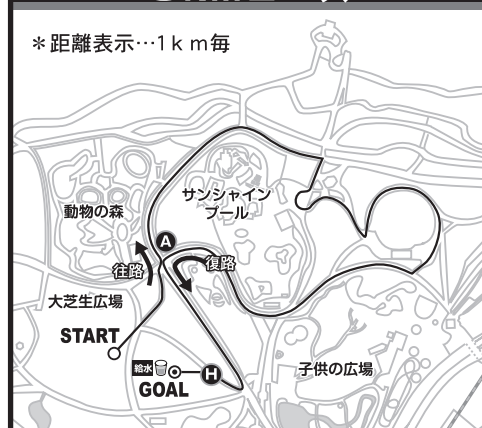 ＊距離表示…1ｋｍ毎
サンシャイン
プール
動物の森
A
往路
復路
大芝生広場
START
給水
H
GOAL
子供の広場